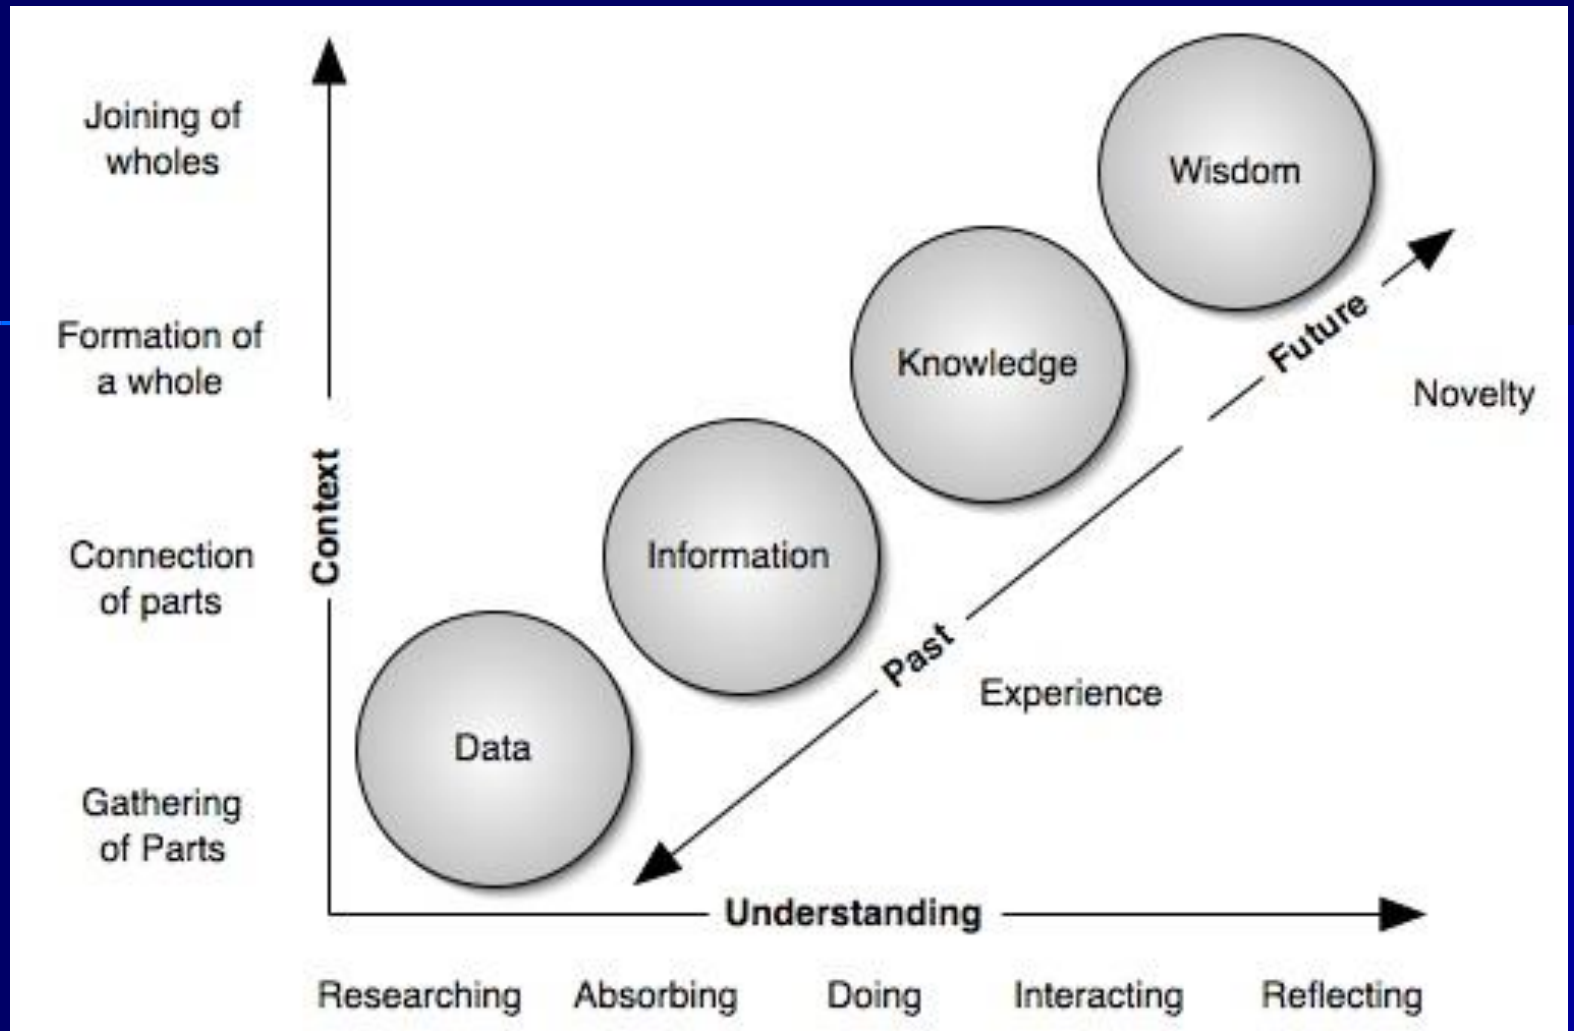 Joining of
wholes
Wisdom
Future
Formation of
a whole
Knowledge
Novelty
Context
Connection
of parts
Information
Past
Experience
Data
Gathering
of Parts
Understanding
Researching Absorbing Doing Interacting Reflecting